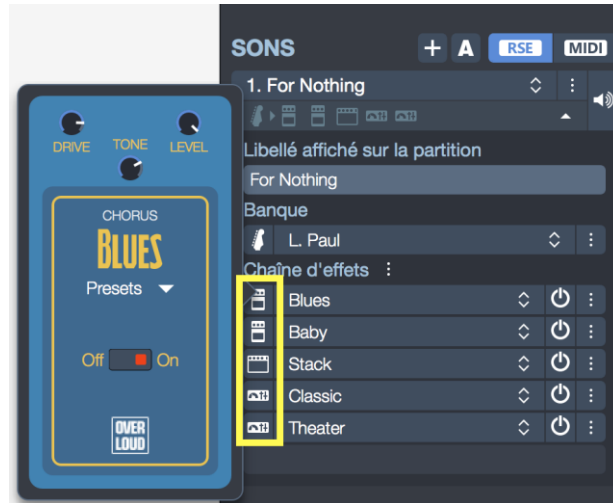 SONS
+ A RSE MIDI
1. For Nothing
Libellé affiché sur la partition
For Nothing
Banque
L. Paul
Chaîne d'effets
Blues
Baby
Stack
Classic
Theater
DRIVE TONE LEVEL
CHORUS
BLUES
Presets
Off On
OVER
LOUD